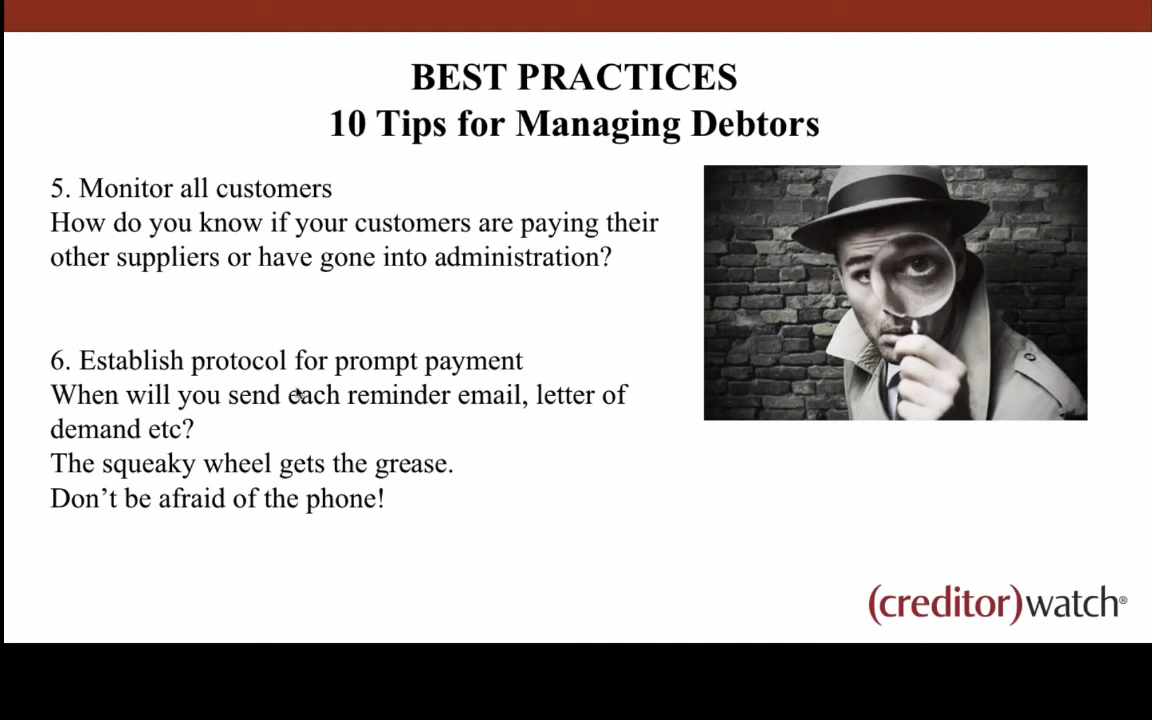 BEST PRACTICES
10 Tips for Managing Debtors
5. Monitor all customers
How do you know if your customers are paying their
other suppliers or have gone into administration?
6. Establish protocol for prompt payment
When will you send each reminder email, letter of
demand etc?
The squeaky wheel gets the grease.
Don’t be afraid of the phone!
(creditor)watch®